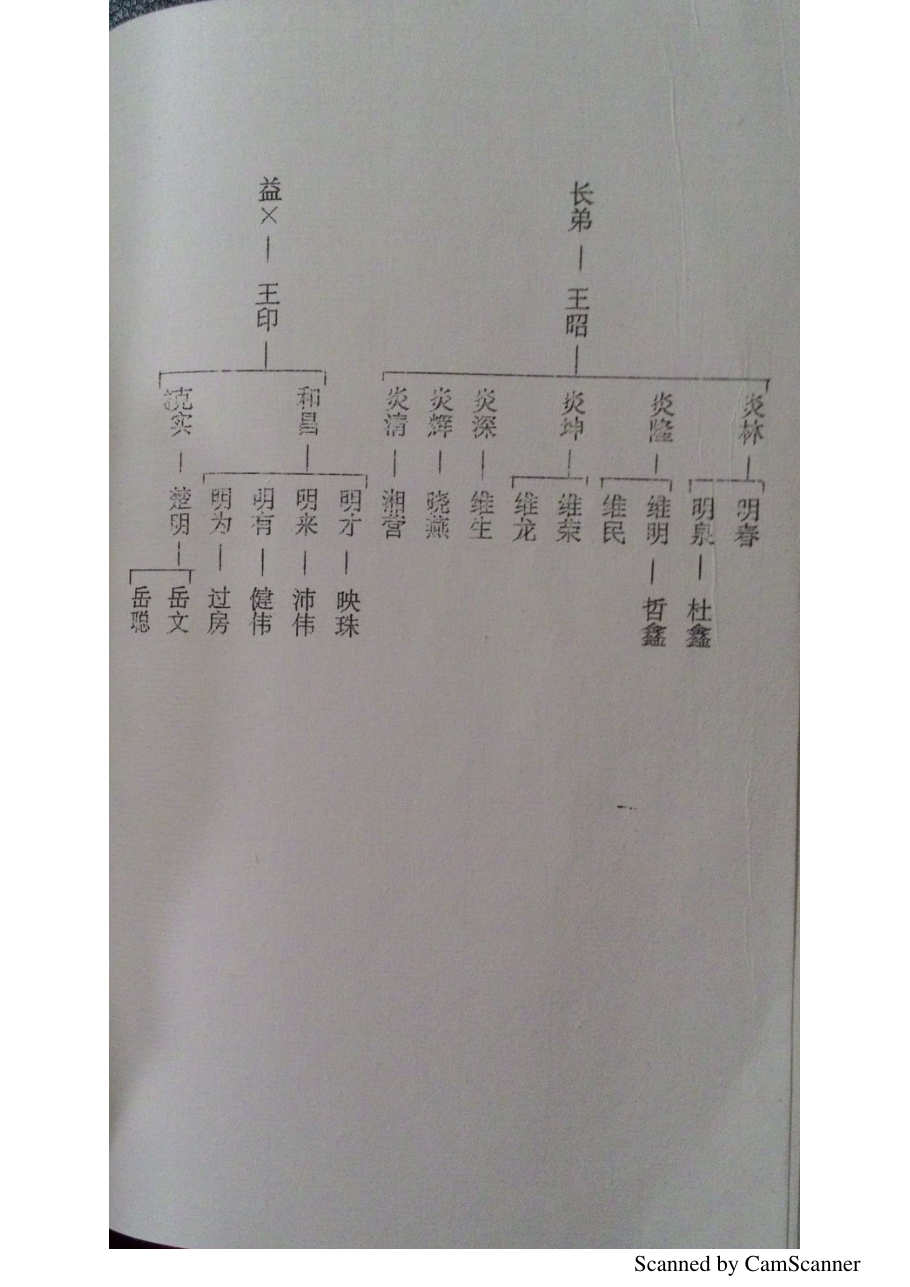 长弟
王昭
炎林
炎隆
炎坤
炎深
炎辉
炎清
明春
明泉
维明
维民
维荣
维龙
维生
晓燕
湘营
杜鑫
哲鑫
益×
王印
和昌
克实
明才
明来
明有
明为
楚明
映珠
沛伟
健伟
过房
岳文
岳聪
Scanned by CamScanner